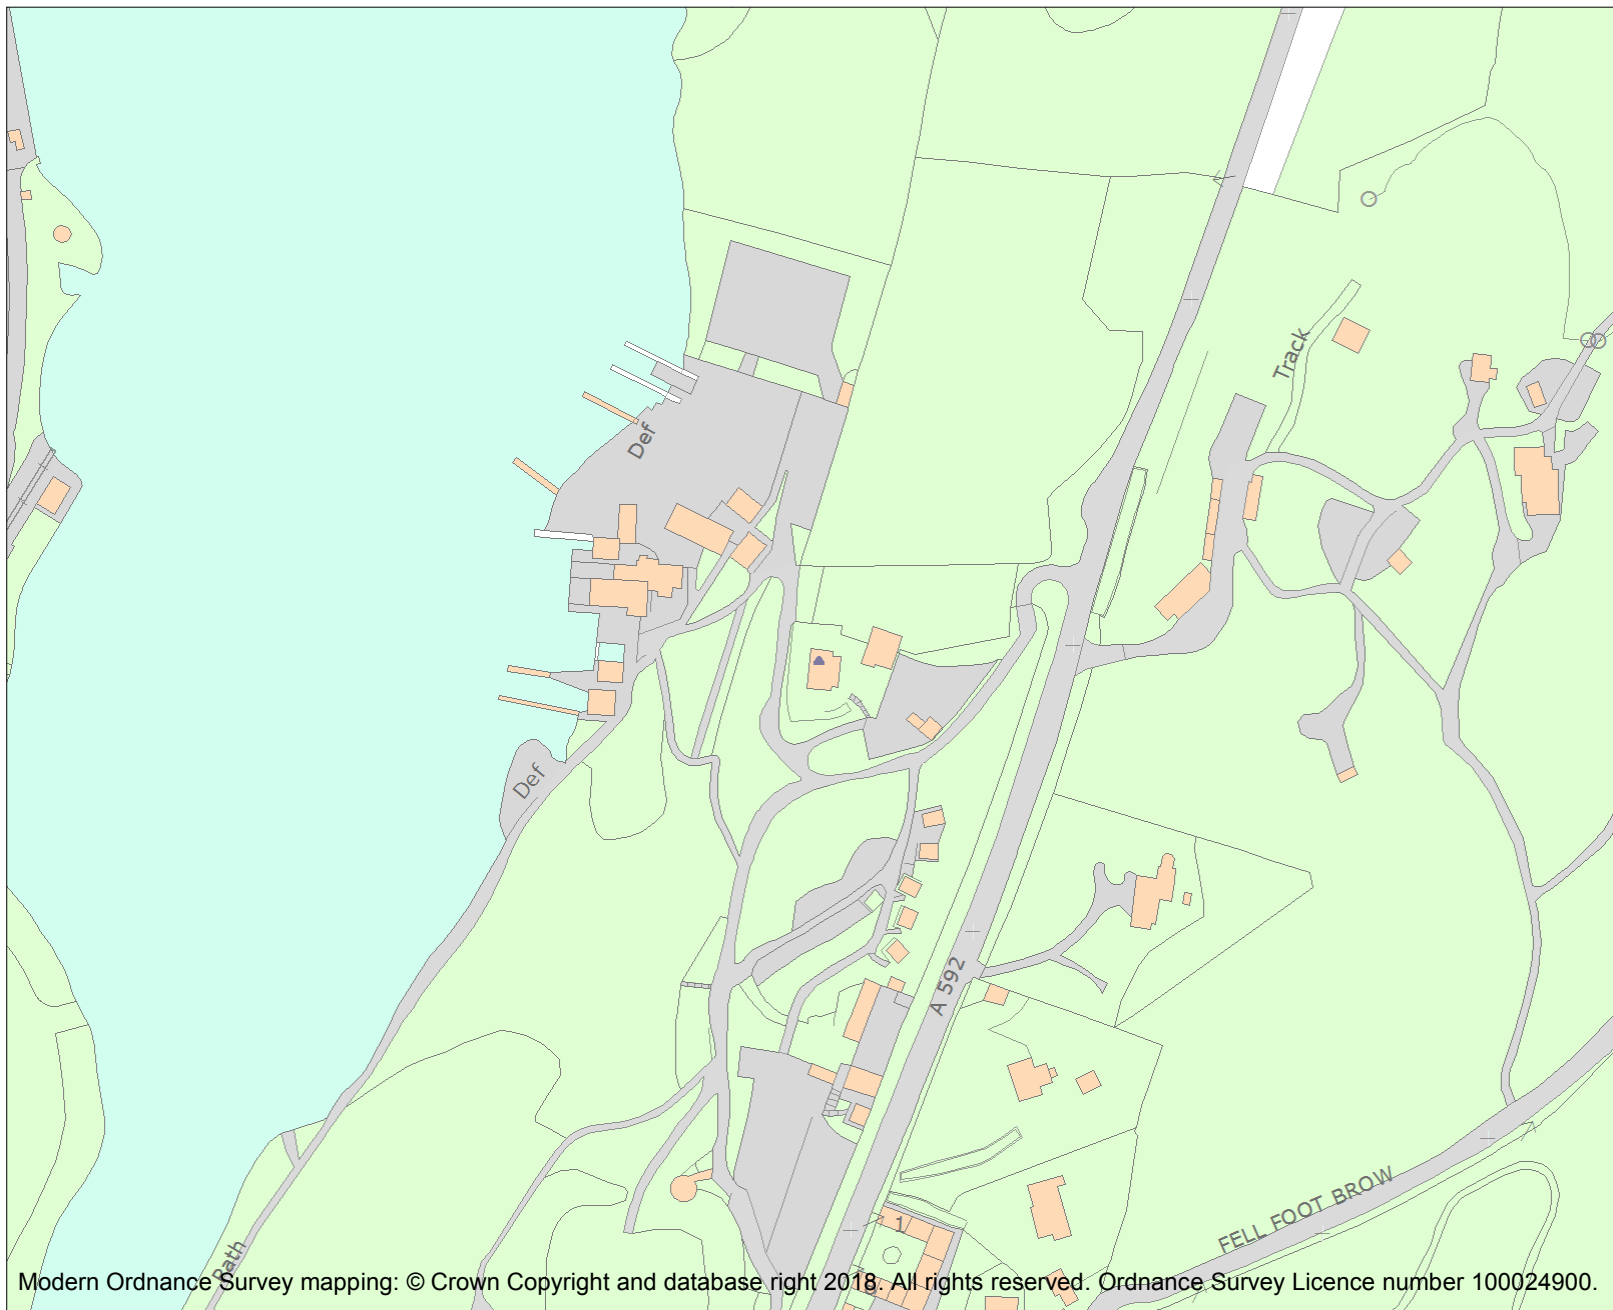 Track
Def
Def
A 592
FELL FOOT BROW
1
Path
Modern Ordnance Survey mapping: © Crown Copyright and database right 2018. All rights reserved. Ordnance Survey Licence number 100024900.